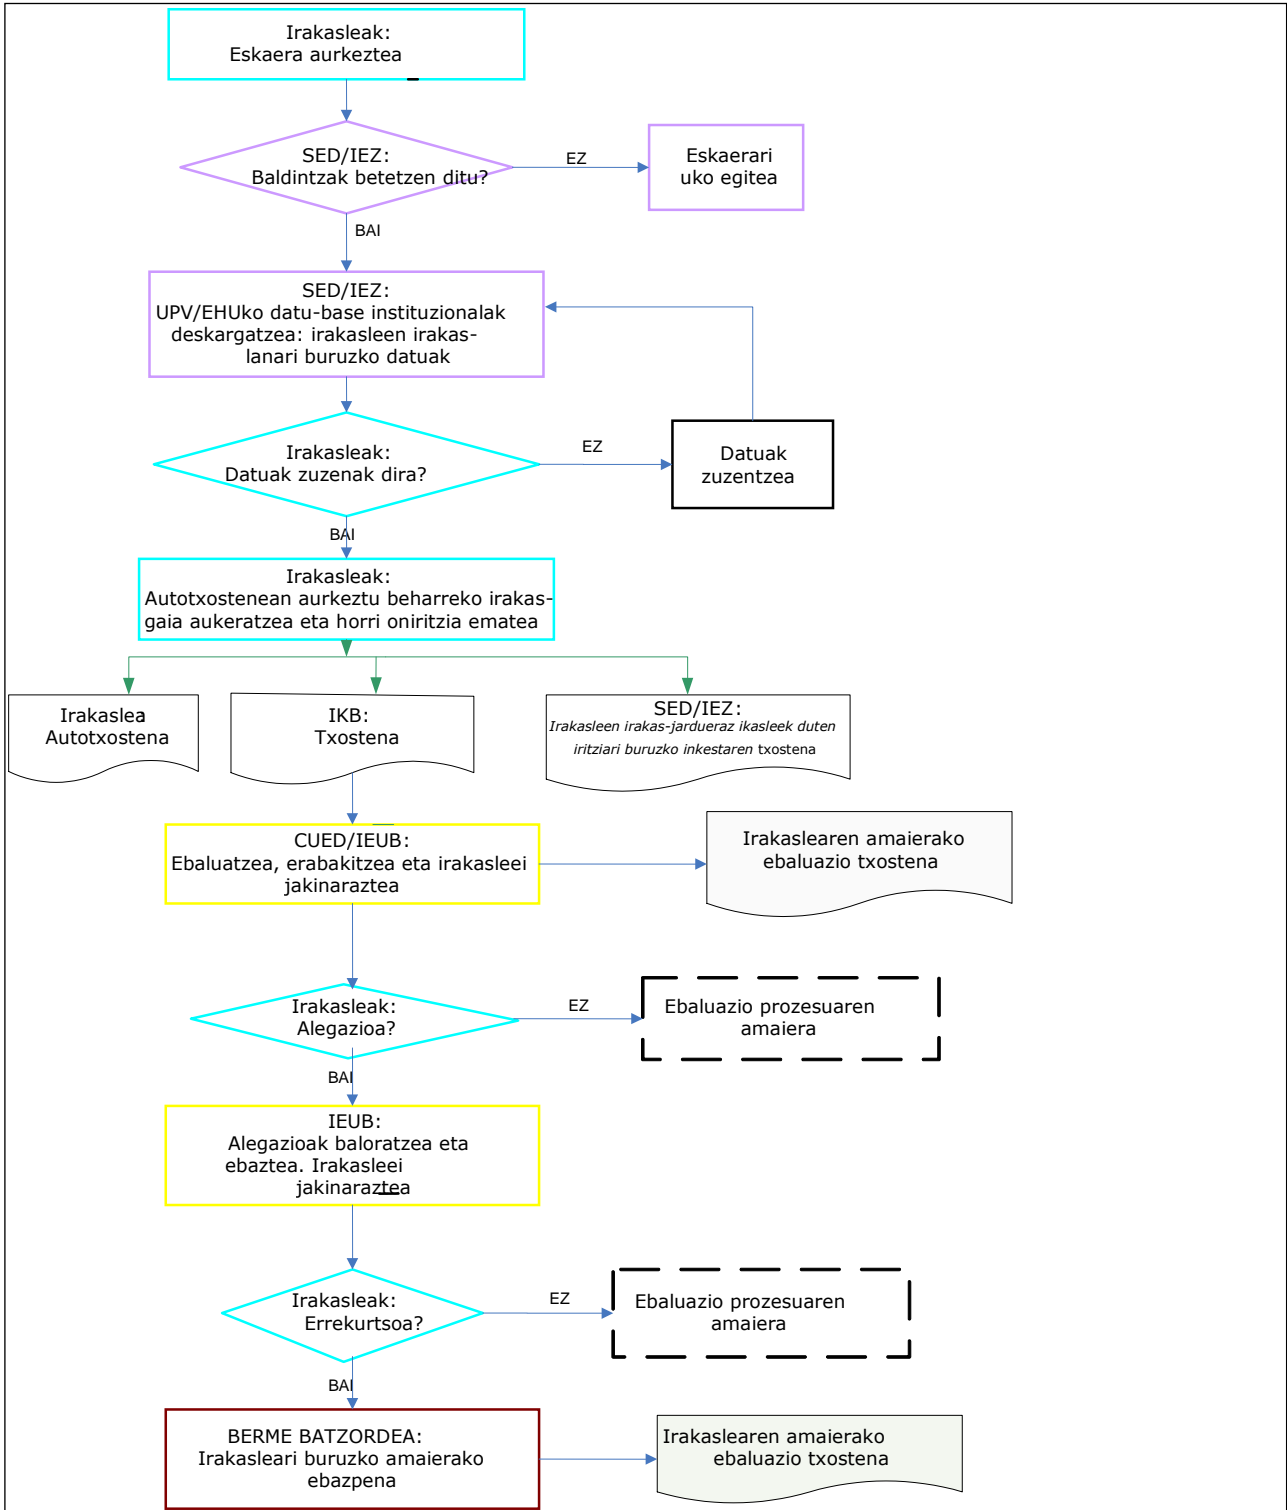 Irakasleak:
Eskaera aurkeztea
SED/IEZ:
Baldintzak betetzen ditu?
EZ
Eskaerari
uko egitea
BAI
SED/IEZ:
UPV/EHUko datu-base instituzionalak
deskargatzea: irakasleen irakas-
lanari buruzko datuak
Irakasleak:
Datuak zuzenak dira?
EZ
Datuak
zuzentzea
BAI
Irakasleak:
Autotxostenean aurkeztu beharreko irakas-
gaia aukeratzea eta horri oniritzia ematea
Irakaslea
Autotxostena
IKB:
Txostena
SED/IEZ:
Irakasleen irakas-jardueraz ikasleek duten
iritziari buruzko inkestaren txostena
CUED/IEUB:
Ebaluatzea, erabakitzea eta irakasleei
jakinaraztea
Irakaslearen amaierako
ebaluazio txostena
Irakasleak:
Alegazioa?
EZ
Ebaluazio prozesuaren
amaiera
BAI
IEUB:
Alegazioak baloratzea eta
ebaztea. Irakasleei
jakinaraztea
Irakasleak:
Errekurtsoa?
EZ
Ebaluazio prozesuaren
amaiera
BAI
BERME BATZORDEA:
Irakasleari buruzko amaierako
ebazpena
Irakaslearen amaierako
ebaluazio txostena